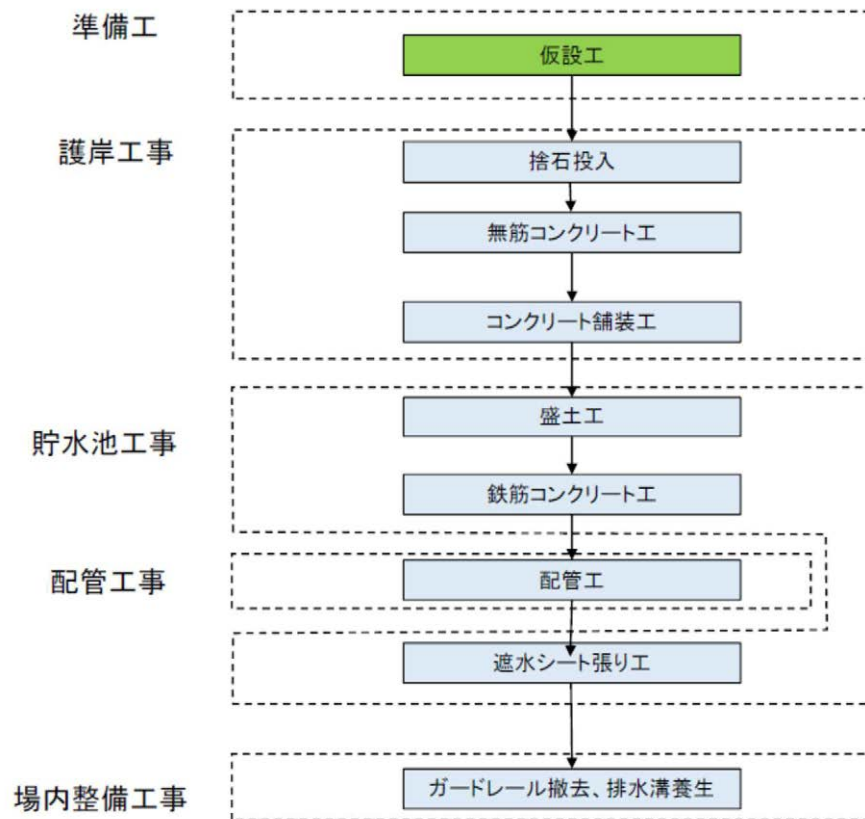 準備工
仮設工
護岸工事
捨石投入
無筋コンクリート工
コンクリート舗装工
貯水池工事
盛土工
鉄筋コンクリート工
配管工事
配管工
遮水シート張り工
場内整備工事
ガードレール撤去、排水溝養生